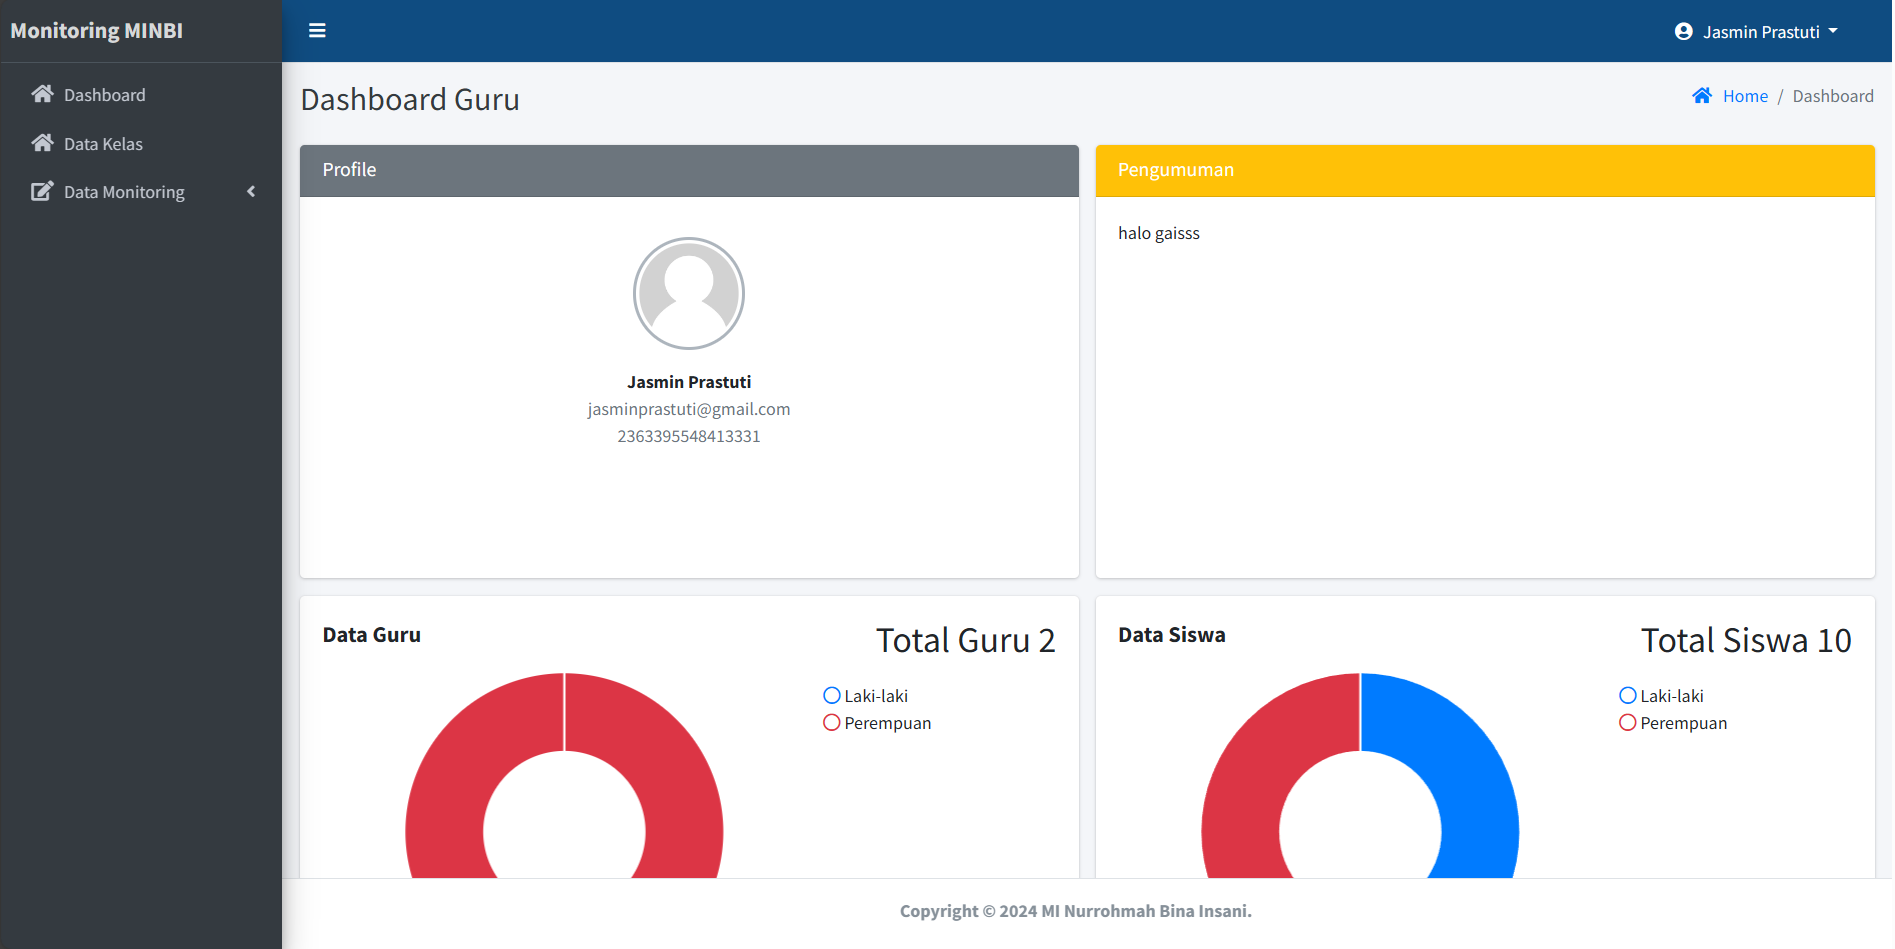 Monitoring MINBI
Jasmin Prastuti
Dashboard
Data Kelas
Data Monitoring
Dashboard Guru
Home / Dashboard
Profile
Jasmin Prastuti
jasminprastuti@gmail.com
2363395548413331
Pengumuman
halo gaisss
Data Guru
Total Guru 2
Laki-laki
Perempuan
Data Siswa
Total Siswa 10
Laki-laki
Perempuan
Copyright © 2024 MI Nurrohmah Bina Insani.